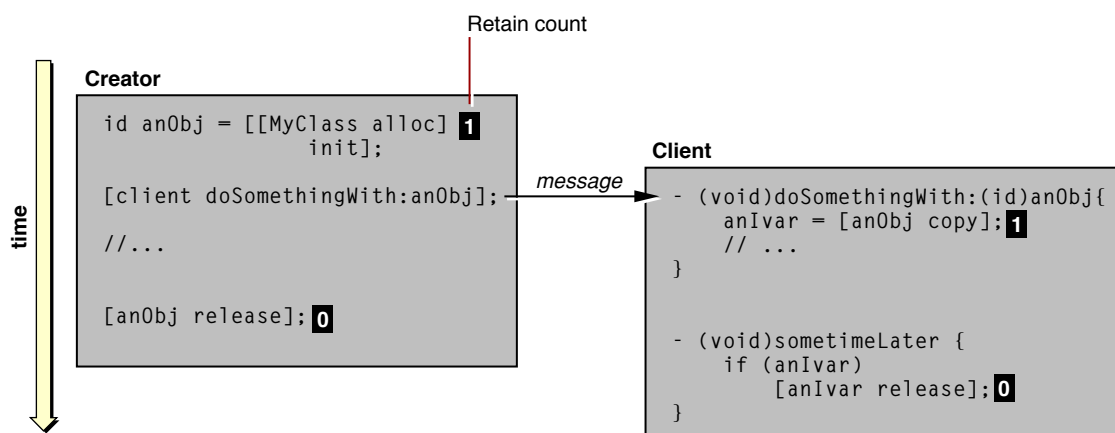 Retain count
Creator
id anObj = [[MyClass alloc] 1
init];
[client doSomethingWith:anObj];
//...
[anObj release]; 0
time
message
Client
- (void)doSomethingWith:(id)anObj{
anIvar = [anObj copy]; 1
// ...
}
- (void)sometimeLater {
if (anIvar)
[anIvar release]; 0
}